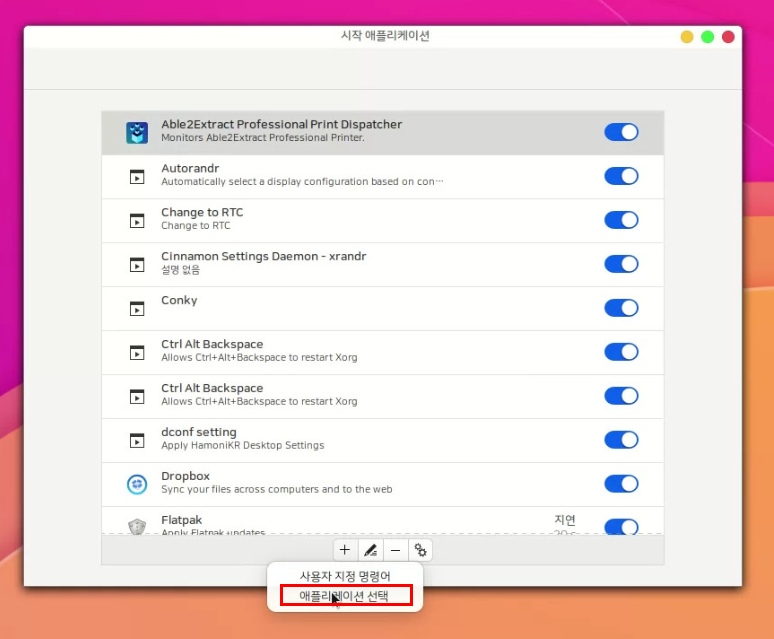 시작 애플리케이션
Able2Extract Professional Print Dispatcher
Monitors Able2Extract Professional Printer.
Autorandr
Automatically select a display configuration based on con…
Change to RTC
Change to RTC
Cinnamon Settings Daemon - xrandr
설명 없음
Conky
Ctrl Alt Backspace
Allows Ctrl+Alt+Backspace to restart Xorg
Ctrl Alt Backspace
Allows Ctrl+Alt+Backspace to restart Xorg
dconf setting
Apply HamoniKR Desktop Settings
Dropbox
Sync your files across computers and to the web
Flatpak 지연
Apply Flatpak updates
사용자 지정 명령어
애플리케이션 선택